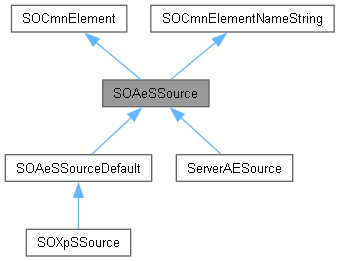 SOCmnElement
SOCmnElementNameString
SOAeSSource
SOAeSSourceDefault
ServerAESource
SOXpSSource